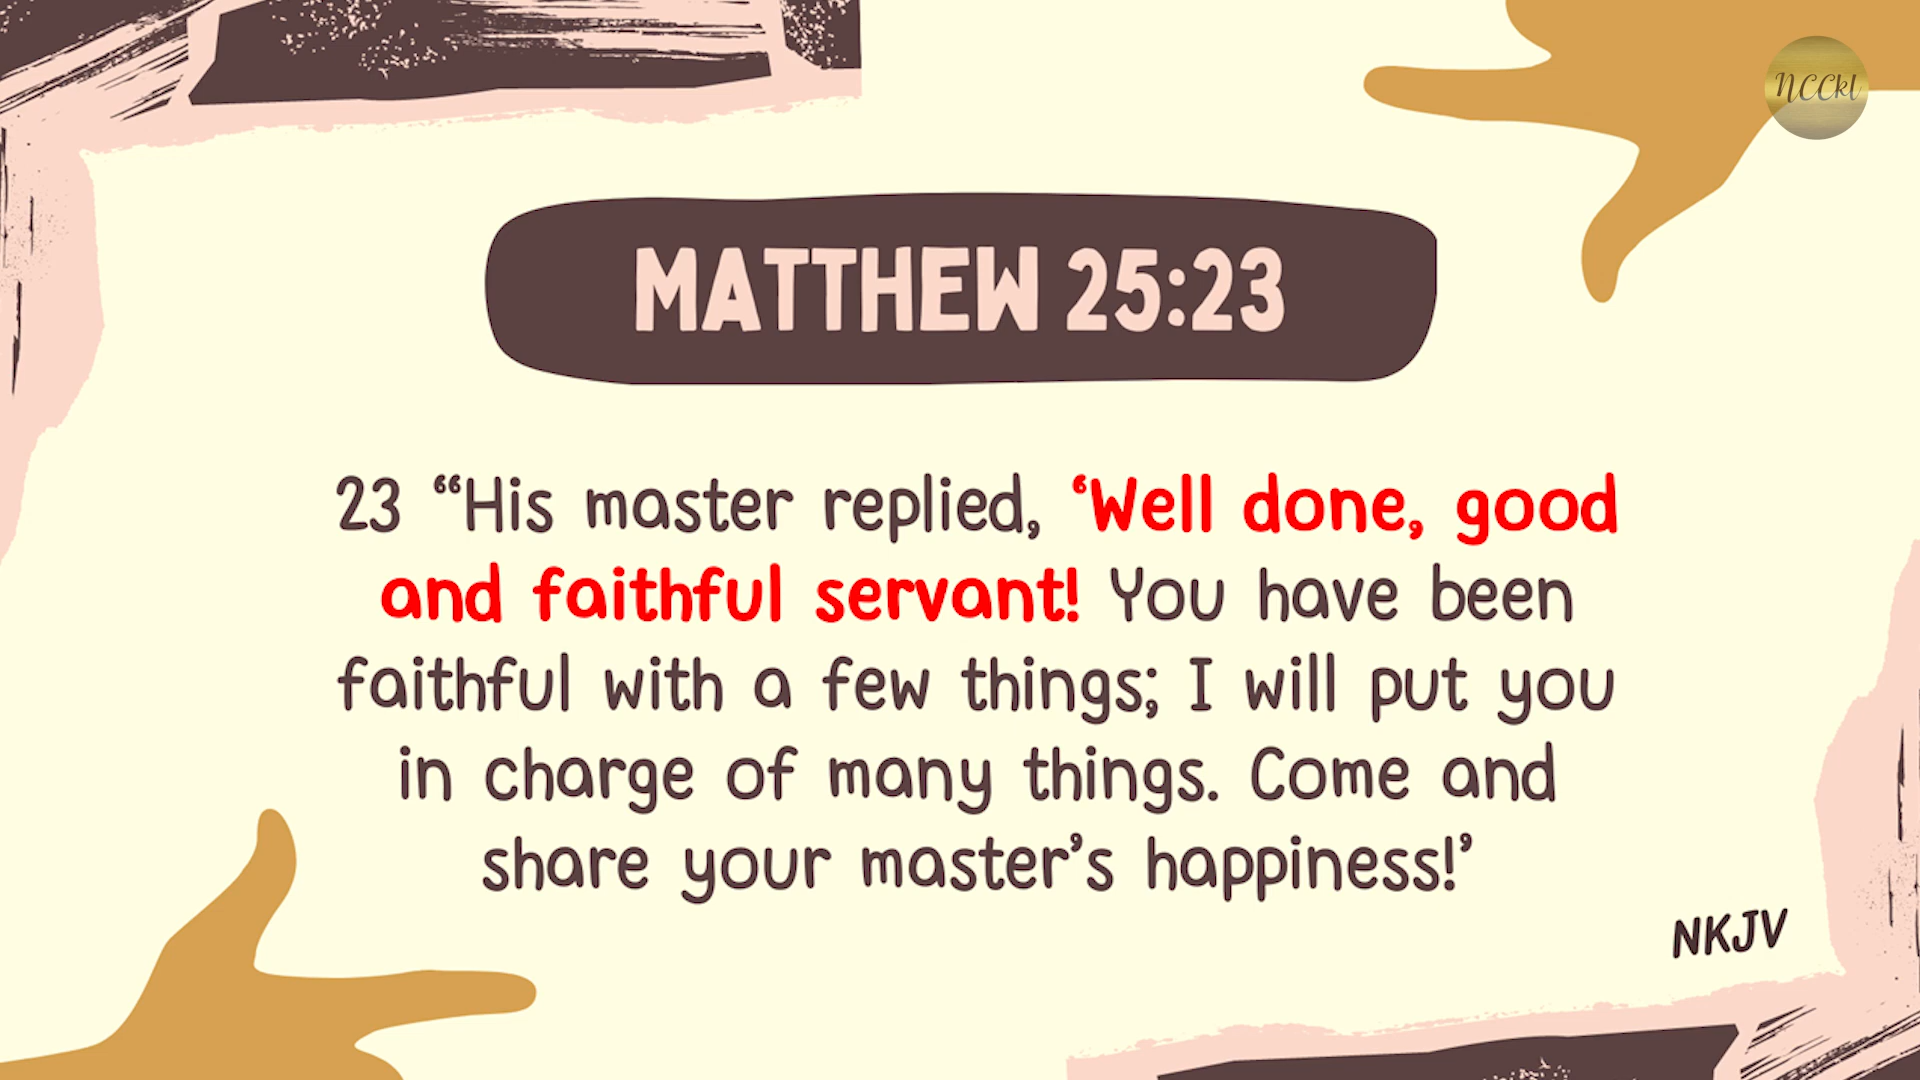 NCCkl
MATTHEW 25:23
23 “His master replied, ‘Well done, good
and faithful servant! You have been
faithful with a few things; I will put you
in charge of many things. Come and
share your master’s happiness!’
NKJV